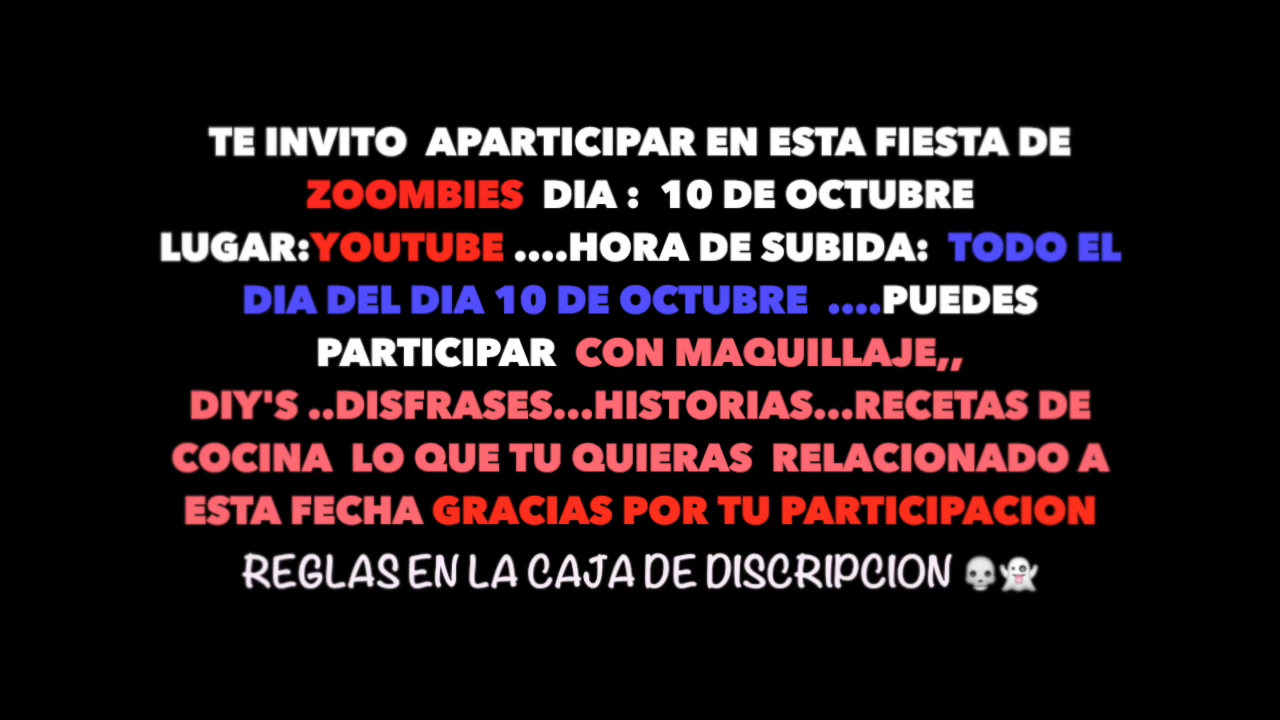 TE INVITO  APARTICIPAR EN ESTA FIESTA DE
ZOOMBIES  DIA :  10 DE OCTUBRE
LUGAR:YOUTUBE ....HORA DE SUBIDA:  TODO EL
DIA DEL DIA 10 DE OCTUBRE  ....PUEDES
PARTICIPAR  CON MAQUILLAJE,,
DIY'S ..DISFRASES...HISTORIAS...RECETAS DE
COCINA  LO QUE TU QUIERAS  RELACIONADO A
ESTA FECHA GRACIAS POR TU PARTICIPACION
REGLAS EN LA CAJA DE DISCRIPCION 💀👻